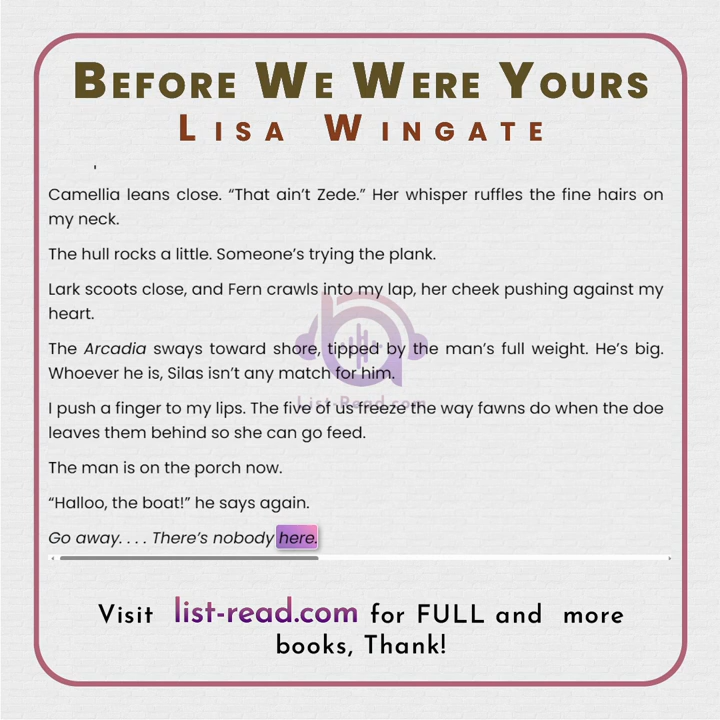 BEFORE WE WERE YOURS
LISA WINGATE
Camellia leans close. “That ain’t Zede.” Her whisper ruffles the fine hairs on
my neck.
The hull rocks a little. Someone’s trying the plank.
Lark scoots close, and Fern crawls into my lap, her cheek pushing against my
heart.
The Arcadia sways toward shore, tipped by the man’s full weight. He’s big.
Whoever he is, Silas isn’t any match for him.
List-Read.com
I push a finger to my lips. The five of us freeze the way fawns do when the doe
leaves them behind so she can go feed.
The man is on the porch now.
“Halloo, the boat!” he says again.
Go away. . . . There’s nobody here.
Visit list-read.com for FULL and more
books, Thank!